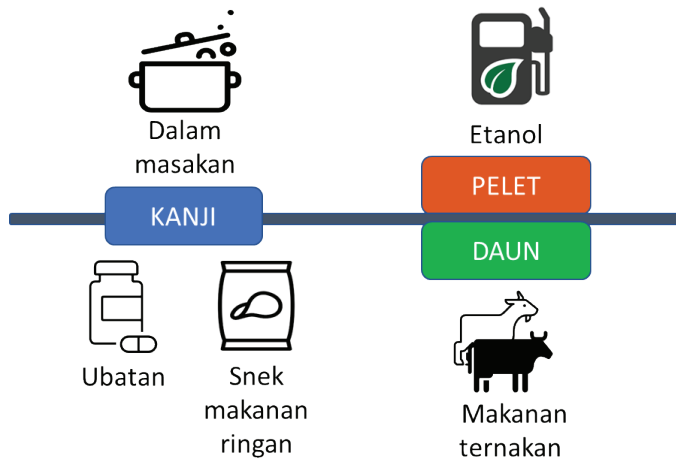 Dalam
masakan
KANJI
Ubatan
Snek
makanan
ringan
Etanol
PELET
DAUN
Makanan
ternakan